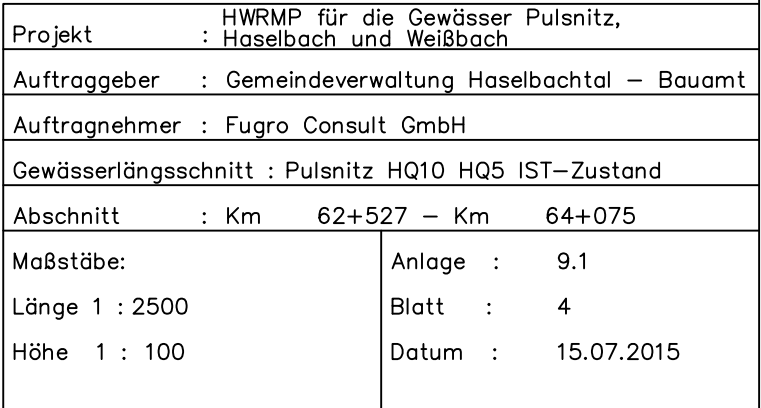 Projekt : HWRMP für die Gewässer Pulsnitz,
Haselbach und Weißbach
Auftraggeber : Gemeindeverwaltung Haselbachtal – Bauamt
Auftragnehmer : Fugro Consult GmbH
Gewässerlängsschnitt : Pulsnitz HQ10 HQ5 IST–Zustand
Abschnitt : Km 62+527 – Km 64+075
Maßstäbe:
Länge 1 : 2500
Höhe 1 : 100
Anlage : 9.1
Blatt : 4
Datum : 15.07.2015